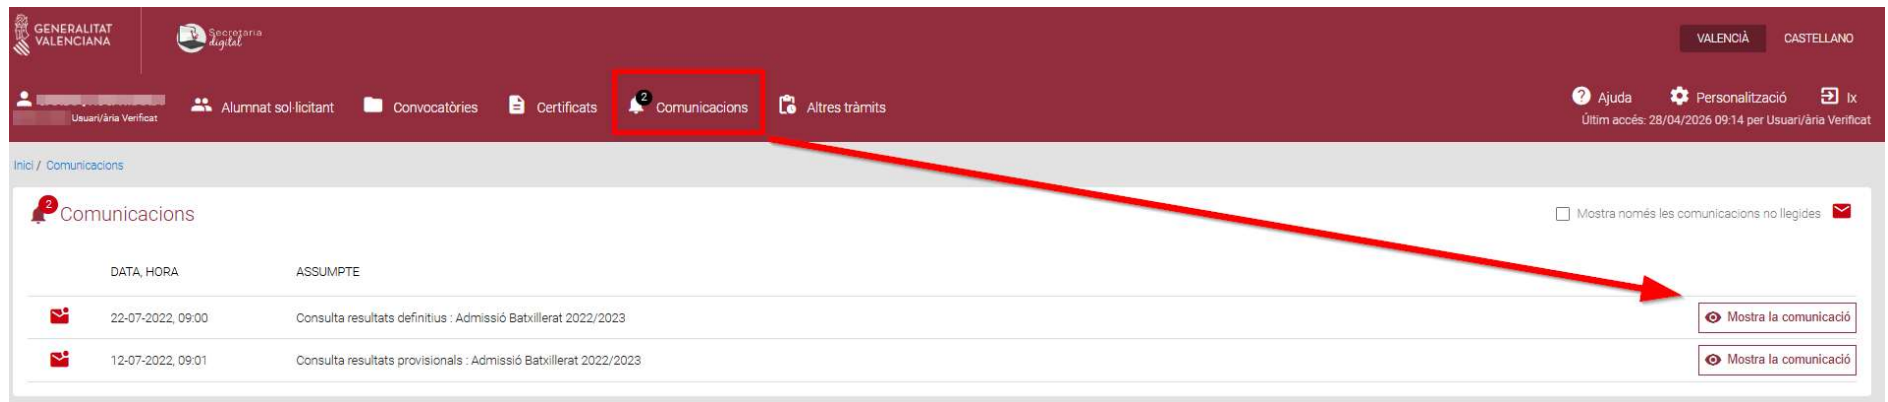 GENERALITAT
VALENCIANA
Secretaria
digital
VALENCIÀ CASTELLANO
Usuari/ària Verificat
Alumnat sol·licitant Convocatòries Certificats 2 Comunicacions Altres tràmits
Ajuda Personalització Ix
Últim accés: 28/04/2026 09:14 per Usuari/ària Verificat
Inici / Comunicacions
2 Comunicacions
Mostra només les comunicacions no llegides
DATA, HORA ASSUMPTE
22-07-2022, 09:00 Consulta resultats definitius : Admissió Batxillerat 2022/2023 Mostra la comunicació
12-07-2022, 09:01 Consulta resultats provisionals : Admissió Batxillerat 2022/2023 Mostra la comunicació